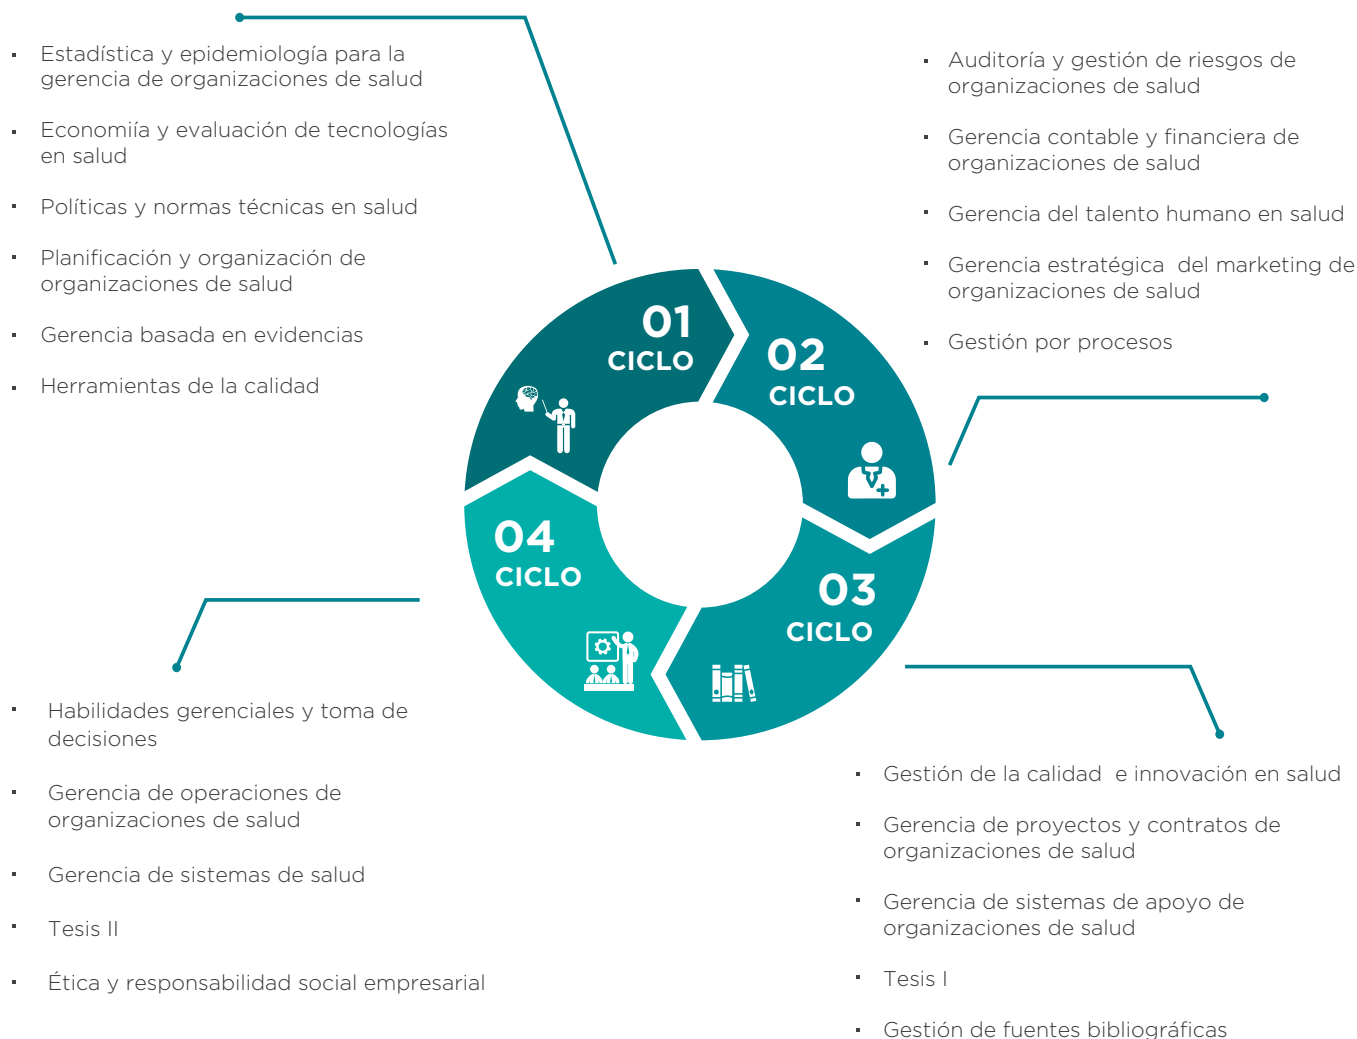 Estadística y epidemiología para la
gerencia de organizaciones de salud
Economiía y evaluación de tecnologías
en salud
Políticas y normas técnicas en salud
Planificación y organización de
organizaciones de salud
Gerencia basada en evidencias
Herramientas de la calidad
Auditoría y gestión de riesgos de
organizaciones de salud
Gerencia contable y financiera de
organizaciones de salud
Gerencia del talento humano en salud
Gerencia estratégica  del marketing de
organizaciones de salud
Gestión por procesos
01
CICLO
02
CICLO
04
CICLO
03
CICLO
Habilidades gerenciales y toma de
decisiones
Gerencia de operaciones de
organizaciones de salud
Gerencia de sistemas de salud
Tesis II
Ética y responsabilidad social empresarial
Gestión de la calidad  e innovación en salud
Gerencia de proyectos y contratos de
organizaciones de salud
Gerencia de sistemas de apoyo de
organizaciones de salud
Tesis I
Gestión de fuentes bibliográficas